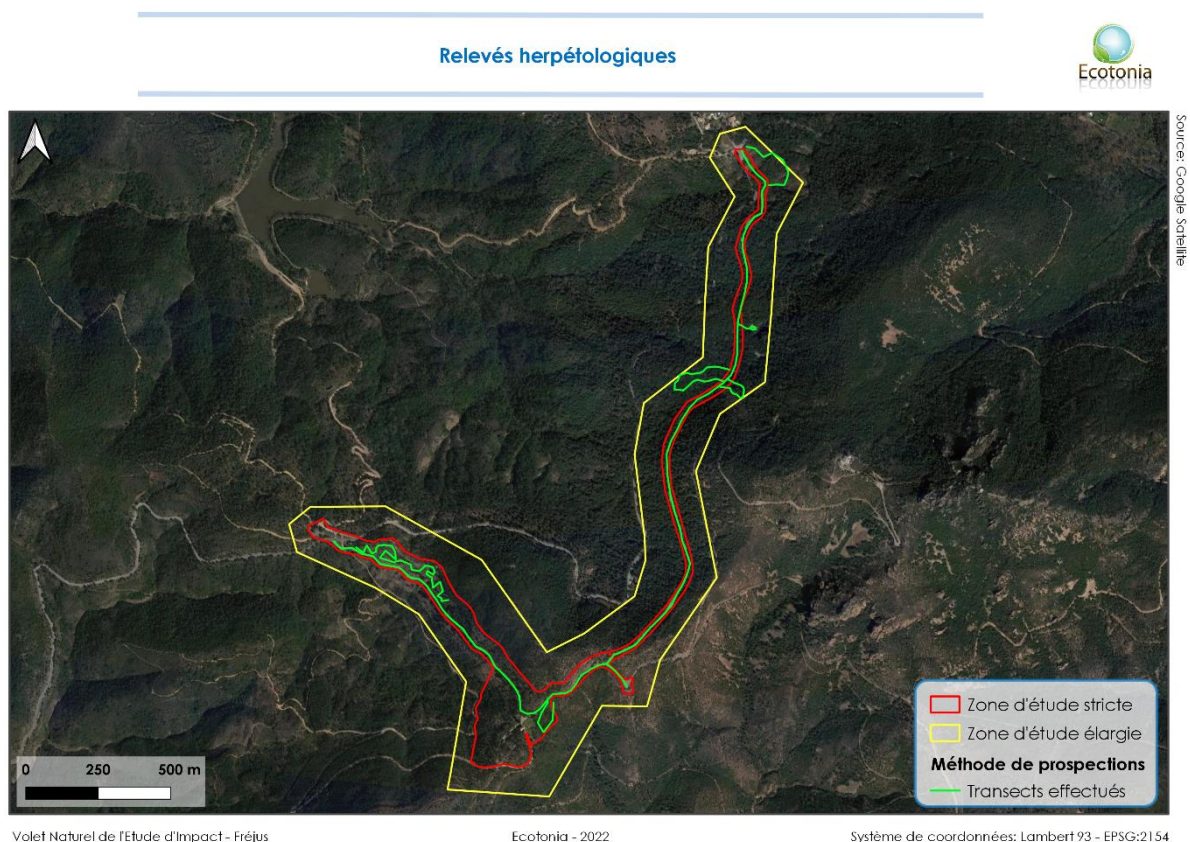 Relevés herpétologiques
Ecotonia
Source: Google Satellite
Zone d'étude stricte
Zone d'étude élargie
Méthode de prospections
Transects effectués
0 250 500 m
Volet Naturel de l'Etude d'Impact - Fréjus
Ecotonia - 2022
Système de coordonnées: Lambert 93 - EPSG:2154